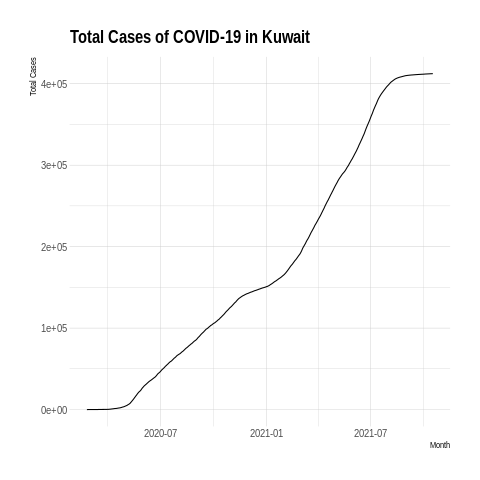 Total Cases of COVID-19 in Kuwait
Total Cases
4e+05
3e+05
2e+05
1e+05
0e+00
2020-07
2021-01
2021-07
Month